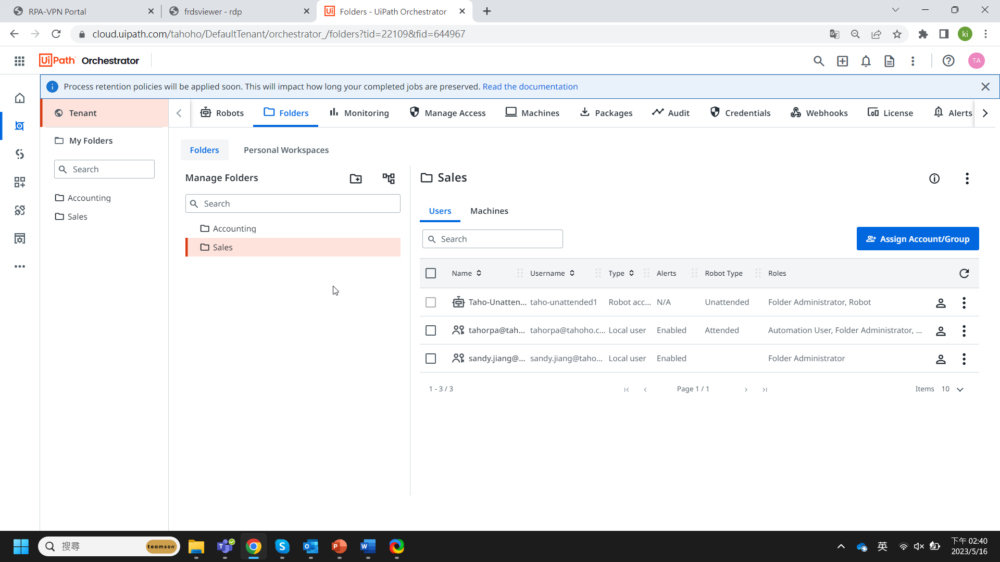 RPA-VPN Portal
frdsviewer - rdp
Folders - UiPath Orchestrator
cloud.uipath.com/tahoho/DefaultTenant/orchestrator_/folders?tid=22109&fid=644967
ki
UiPath Orchestrator
TA
Process retention policies will be applied soon. This will impact how long your completed jobs are preserved. Read the documentation
Tenant
Robots Folders Monitoring Manage Access Machines Packages Audit Credentials Webhooks License Alerts
My Folders
Search
Accounting
Sales
Folders Personal Workspaces
Manage Folders
Search
Accounting
Sales
Sales
Users Machines
Search
Assign Account/Group
Name Username Type Alerts Robot Type Roles
Taho-Unatten... taho-unattended1 Robot acc... N/A Unattended Folder Administrator, Robot
tahorpa@tah... tahorpa@tahoho.c... Local user Enabled Attended Automation User, Folder Administrator, ...
sandy.jiang@... sandy.jiang@taho... Local user Enabled Folder Administrator
1 - 3 / 3 Page 1 / 1 Items 10
搜尋
teamson
英
下午 02:40
2023/5/16